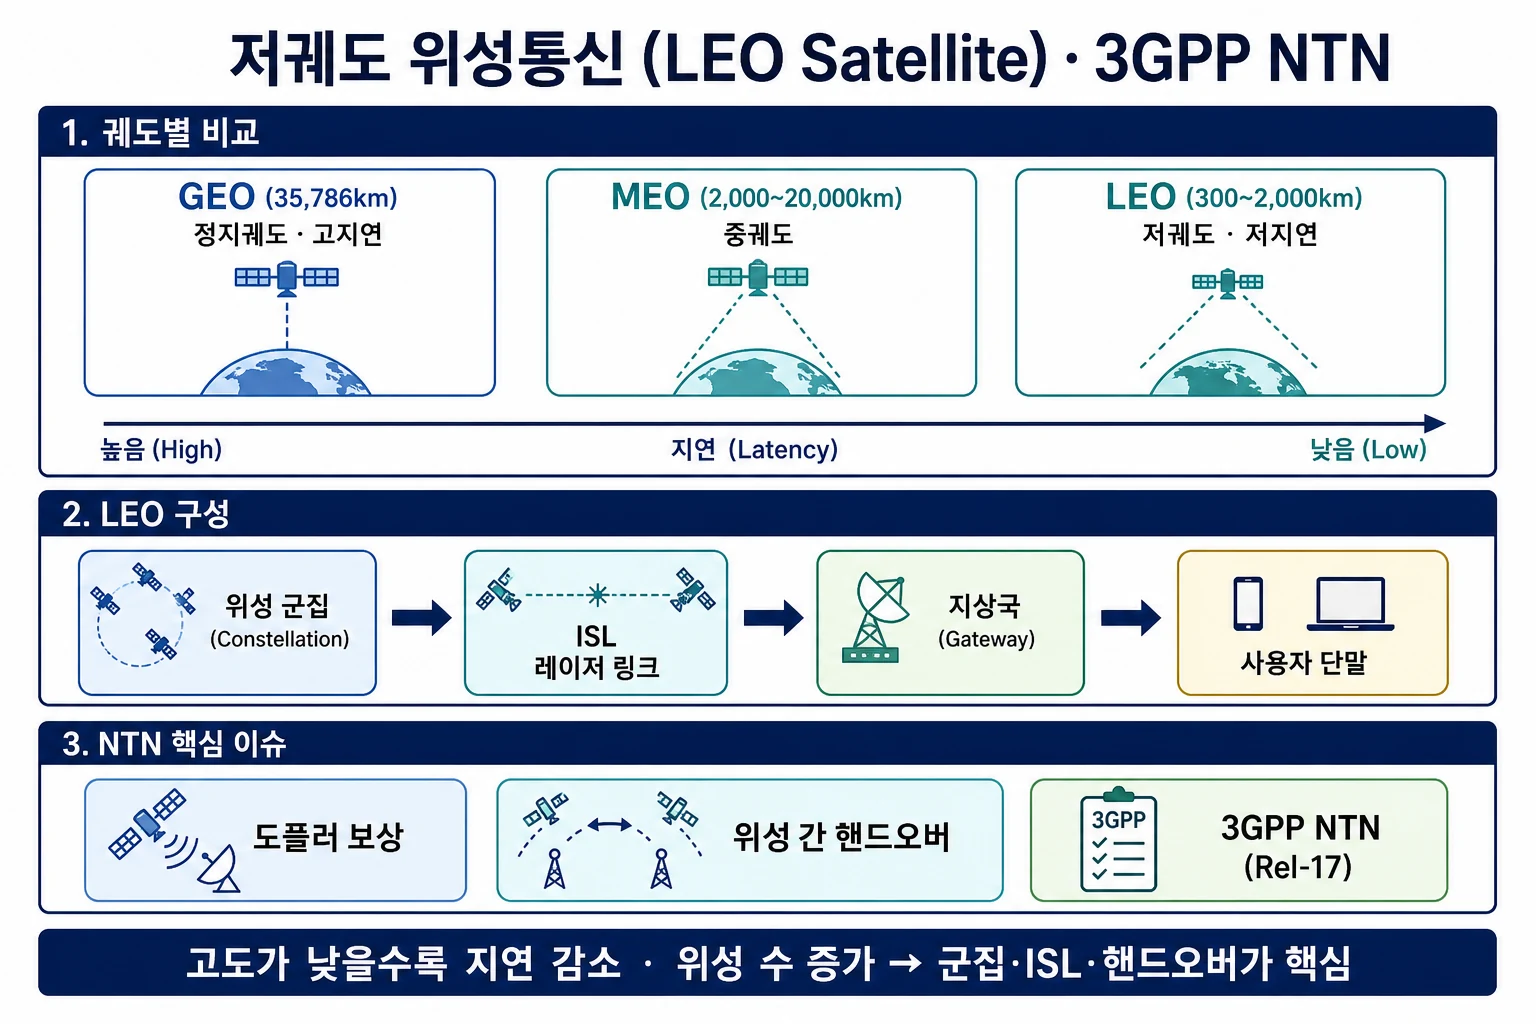 저궤도 위성통신 (LEO Satellite) · 3GPP NTN
1. 궤도별 비교
GEO (35,786km)
정지궤도 · 고지연
MEO (2,000~20,000km)
중궤도
LEO (300~2,000km)
저궤도 · 저지연
높음 (High)
지연 (Latency)
낮음 (Low)
2. LEO 구성
위성 군집
(Constellation)
ISL
레이저 링크
지상국
(Gateway)
사용자 단말
3. NTN 핵심 이슈
도플러 보상
위성 간 핸드오버
3GPP
3GPP NTN
(Rel-17)
고도가 낮을수록 지연 감소 · 위성 수 증가 → 군집·ISL·핸드오버가 핵심